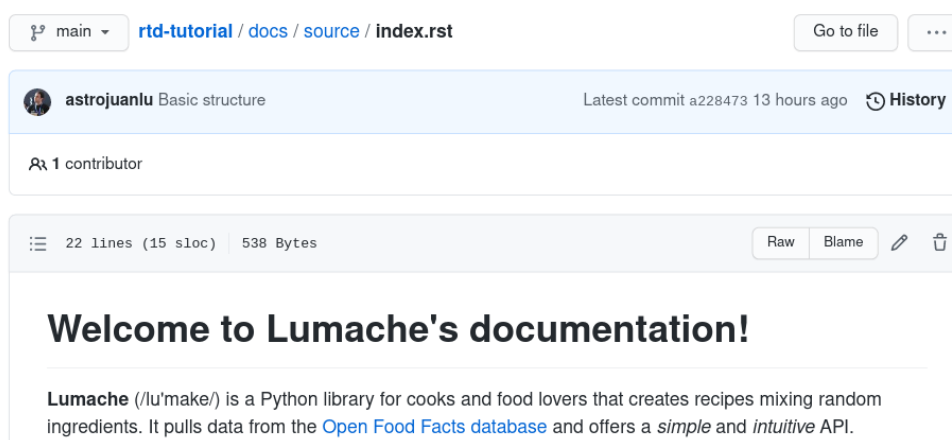 main rtd-tutorial / docs / source / index.rst Go to file ...
astrojuanlu Basic structure Latest commit a228473 13 hours ago History
1 contributor
22 lines (15 sloc) 538 Bytes Raw Blame
Welcome to Lumache's documentation!
Lumache (/lu'make/) is a Python library for cooks and food lovers that creates recipes mixing random
ingredients. It pulls data from the Open Food Facts database and offers a simple and intuitive API.